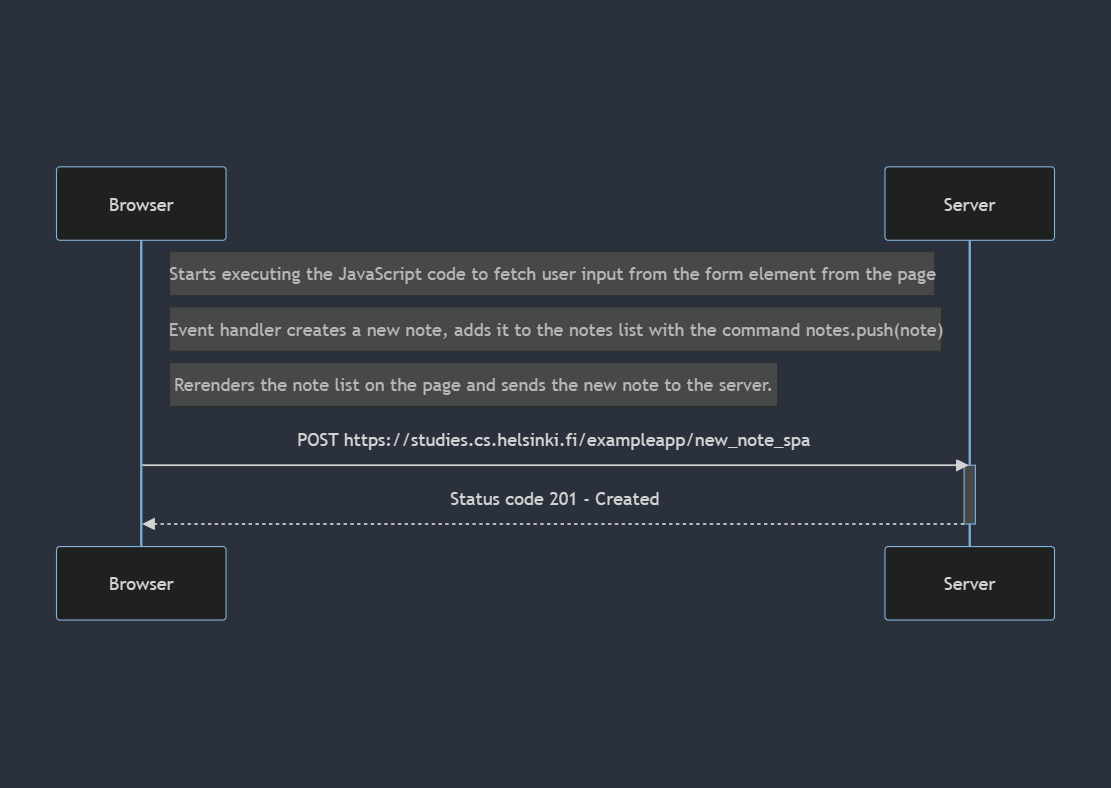 Browser
Server
Starts executing the JavaScript code to fetch user input from the form element from the page
Event handler creates a new note, adds it to the notes list with the command notes.push(note)
Rerenders the note list on the page and sends the new note to the server.
POST https://studies.cs.helsinki.fi/exampleapp/new_note_spa
Status code 201 - Created
Browser
Server